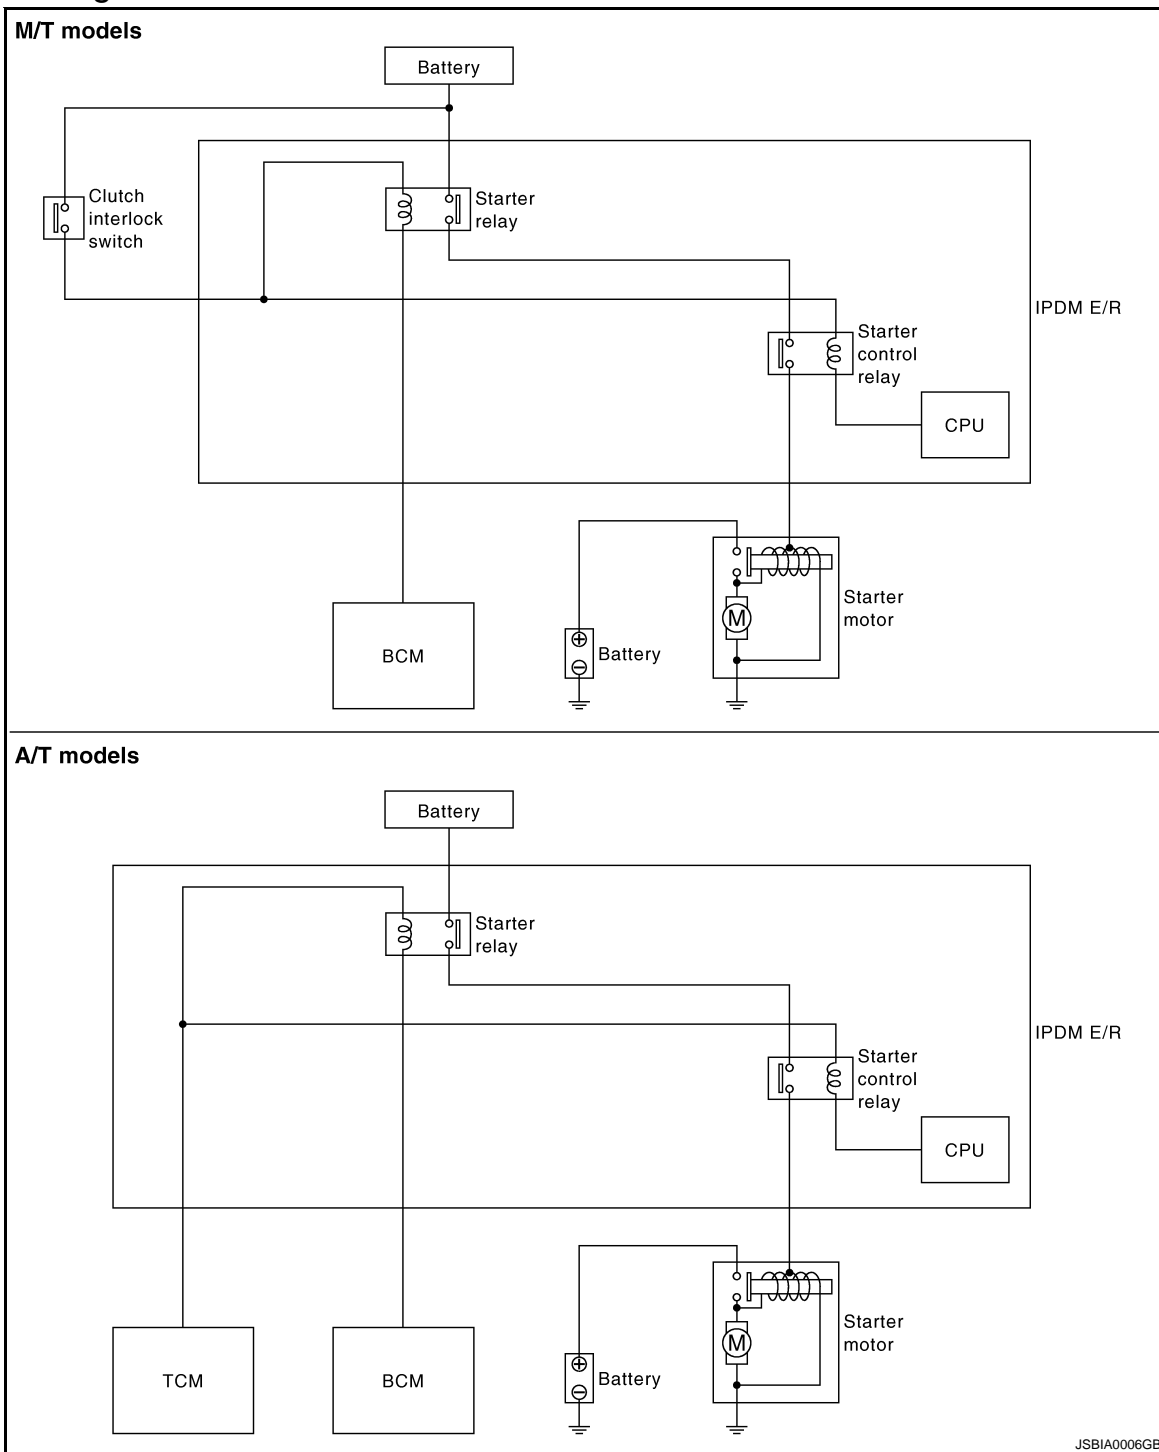 M/T models
Battery
Clutch
interlock
switch
Starter
relay
IPDM E/R
Starter
control
relay
CPU
BCM
Battery
M
Starter
motor
A/T models
Battery
Starter
relay
IPDM E/R
Starter
control
relay
CPU
TCM
BCM
Battery
M
Starter
motor
JSBIA0006GB